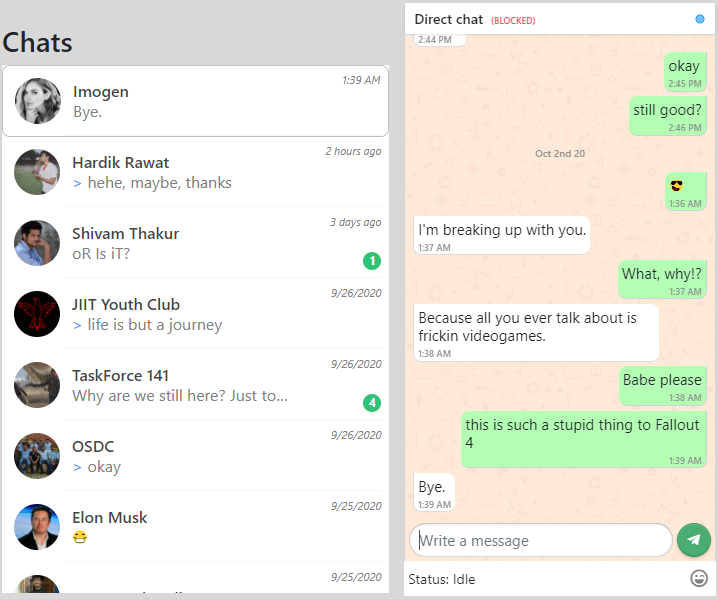 Chats
Imogen
1:39 AM
Bye.
Hardik Rawat
2 hours ago
> hehe, maybe, thanks
Shivam Thakur
3 days ago
oR Is iT?
1
JIIT Youth Club
9/26/2020
> life is but a journey
TaskForce 141
9/26/2020
Why are we still here? Just to...
4
OSDC
9/26/2020
> okay
Elon Musk
9/25/2020
😷
9/25/2020
Direct chat (BLOCKED)
2:44 PM
okay
2:45 PM
still good?
2:46 PM
Oct 2nd 20
😎
1:36 AM
I'm breaking up with you.
1:37 AM
What, why!?
1:37 AM
Because all you ever talk about is
frickin videogames.
1:38 AM
Babe please
1:38 AM
this is such a stupid thing to Fallout
4
1:39 AM
Bye.
1:39 AM
Write a message
Status: Idle